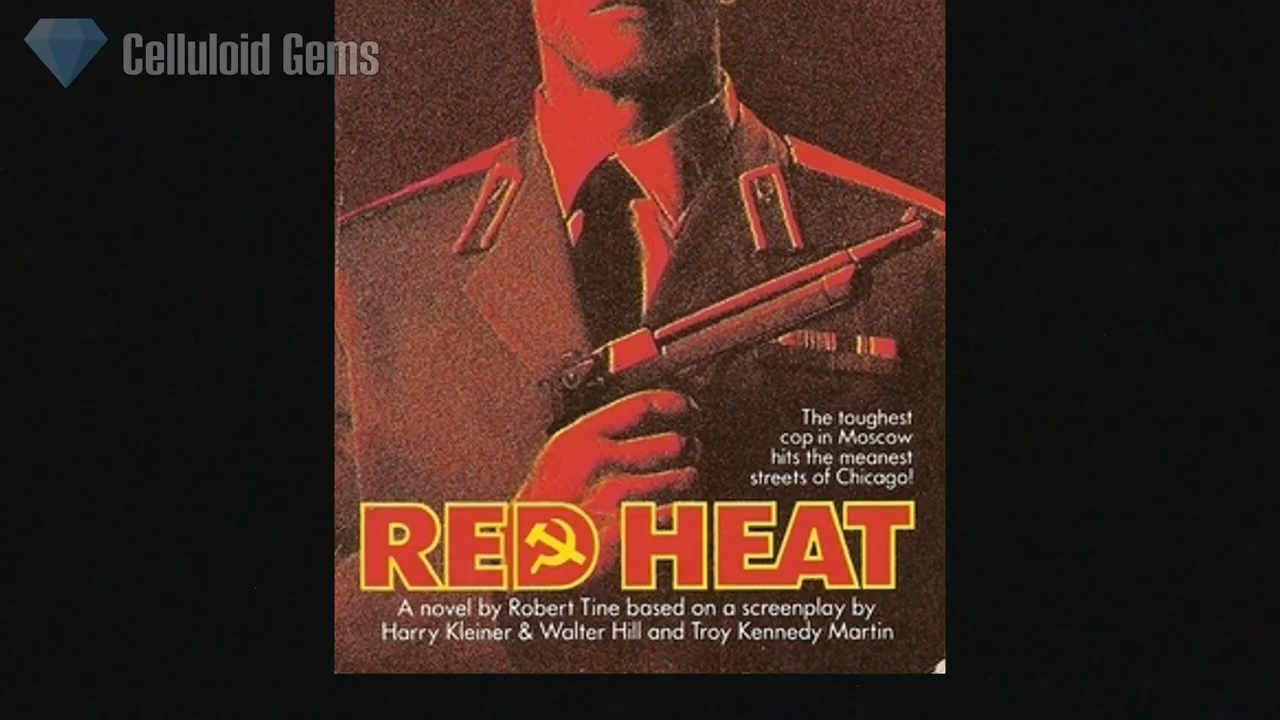 Celluloid Gems
The toughest
cop in Moscow
hits the meanest
streets of Chicago!
RED HEAT
A novel by Robert Tine based on a screenplay by
Harry Kleiner & Walter Hill and Troy Kennedy Martin